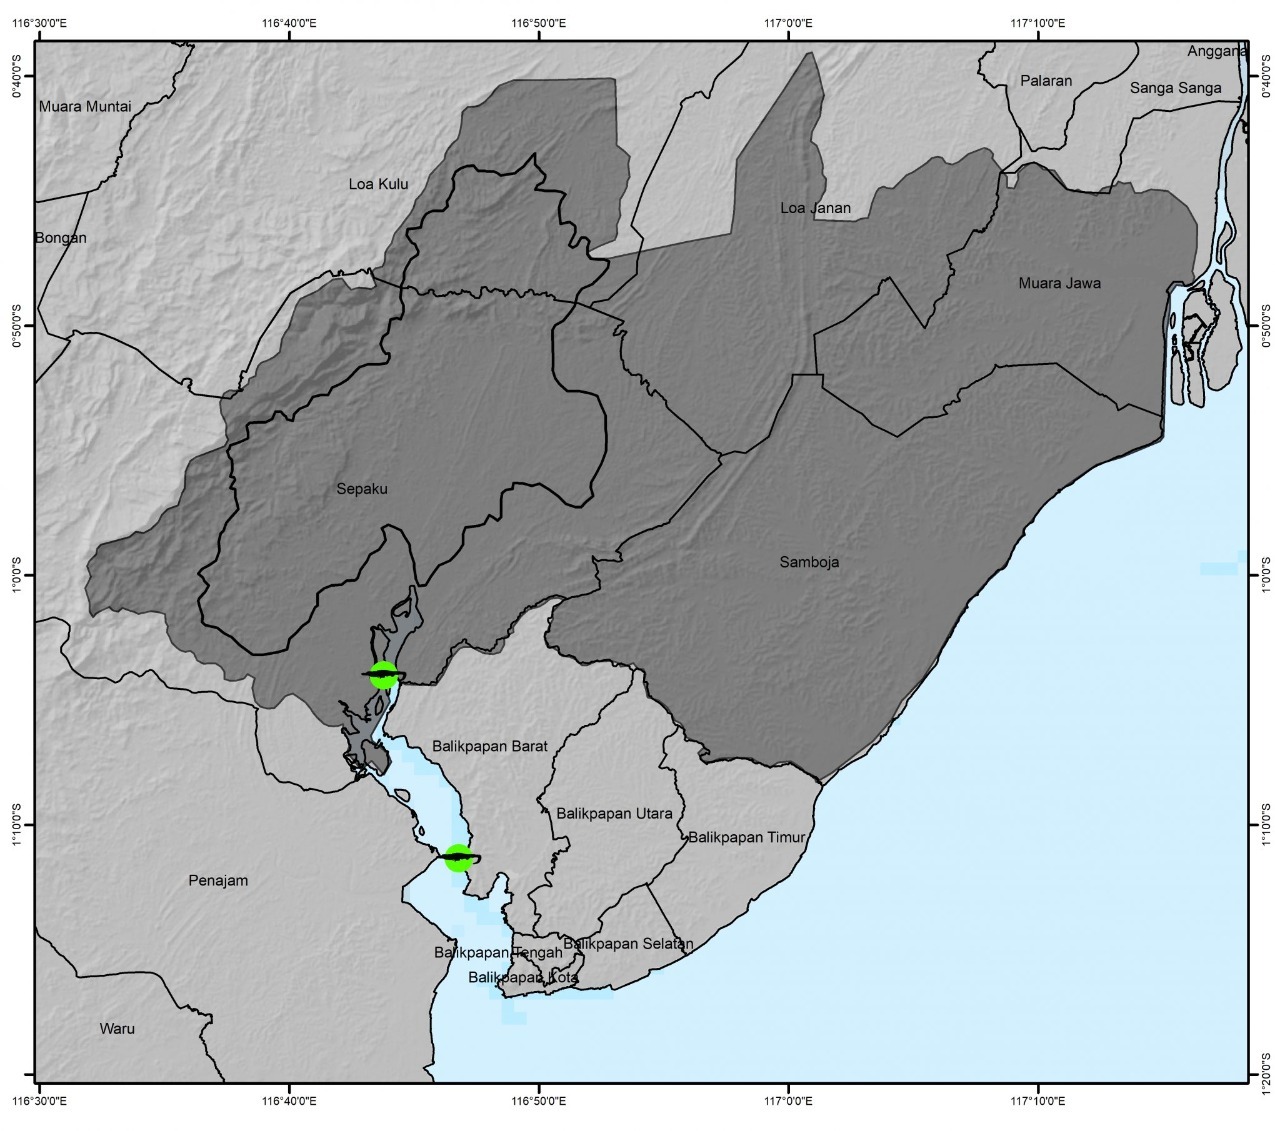 116°30'0"E 116°40'0"E 116°50'0"E 117°0'0"E 117°10'0"E
Anggana
0°40'0"S 0°40'0"S
Palaran
Sanga Sanga
Muara Muntai
Loa Kulu
Loa Janan
Bongan
Muara Jawa
0°50'0"S 0°50'0"S
Sepaku
Samboja
1°0'0"S 1°0'0"S
Balikpapan Barat
Balikpapan Utara
1°10'0"S 1°10'0"S
Balikpapan Timur
Penajam
Balikpapan Selatan
Balikpapan Tengah
Balikpapan Kota
Waru
1°20'0"S
116°30'0"E 116°40'0"E 116°50'0"E 117°0'0"E 117°10'0"E